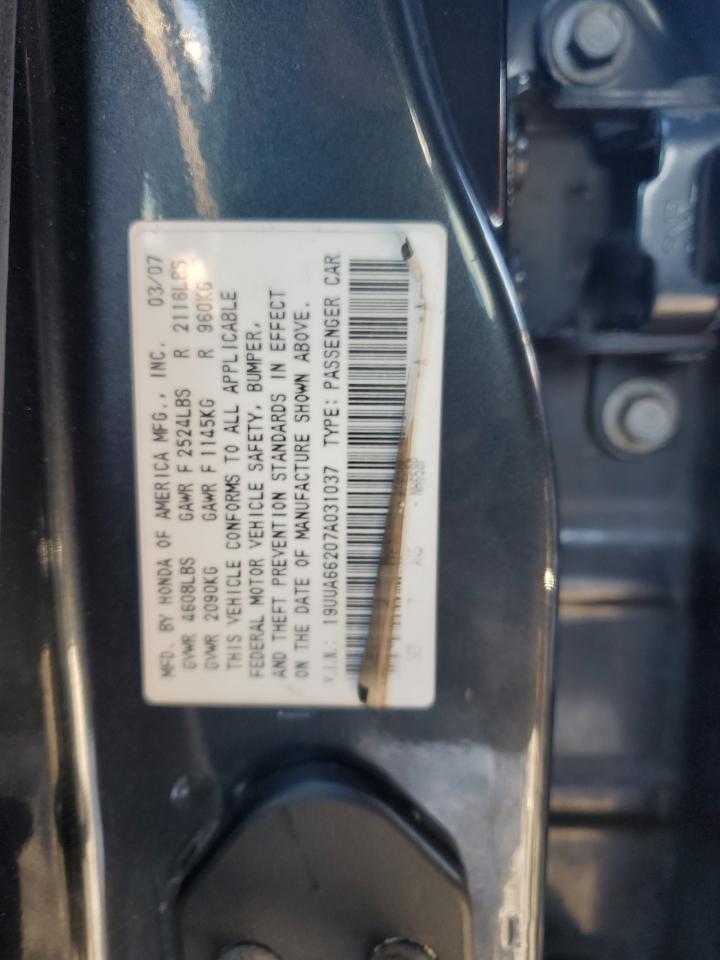 MFD. BY HONDA OF AMERICA MFG., INC. 03/07
GVWR 4608LBS GAWR F 2524LBS R 2116LBS
GVWR 2090KG GAWR F 1145KG R 960KG
THIS VEHICLE CONFORMS TO ALL APPLICABLE
FEDERAL MOTOR VEHICLE SAFETY, BUMPER,
AND THEFT PREVENTION STANDARDS IN EFFECT
ON THE DATE OF MANUFACTURE SHOWN ABOVE.
V.I.N.: 19UUA66207A031037 TYPE: PASSENGER CAR
NH658P